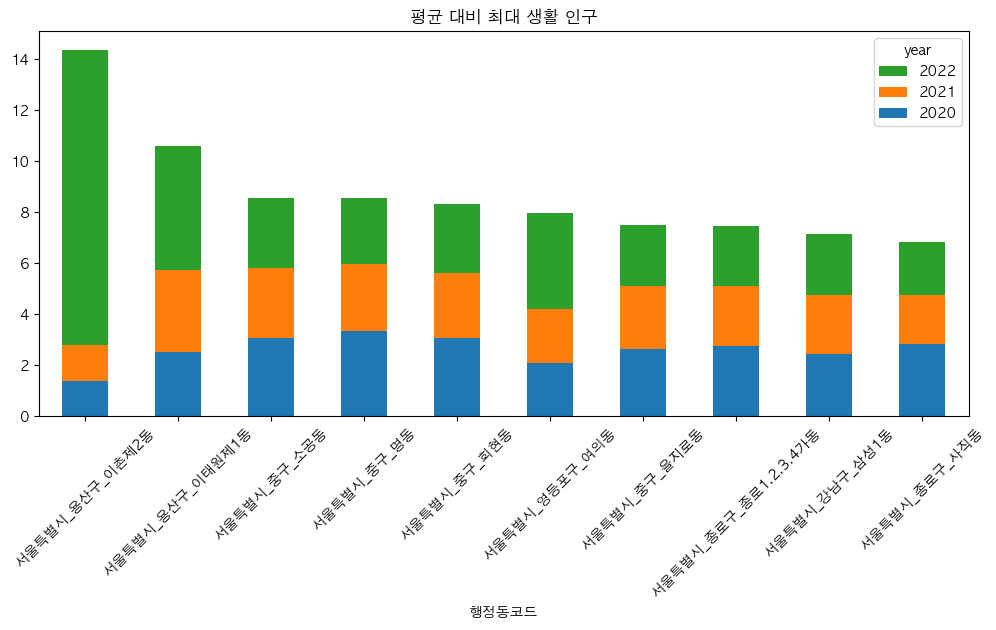 평균 대비 최대 생활 인구
year
2022
2021
2020
14
12
10
8
6
4
2
0
서울특별시_용산구_이촌제2동
서울특별시_용산구_이태원제1동
서울특별시_중구_소공동
서울특별시_중구_명동
서울특별시_중구_회현동
서울특별시_영등포구_여의동
서울특별시_중구_을지로동
서울특별시_종로구_종로1.2.3.4가동
서울특별시_강남구_삼성1동
서울특별시_종로구_사직동
행정동코드